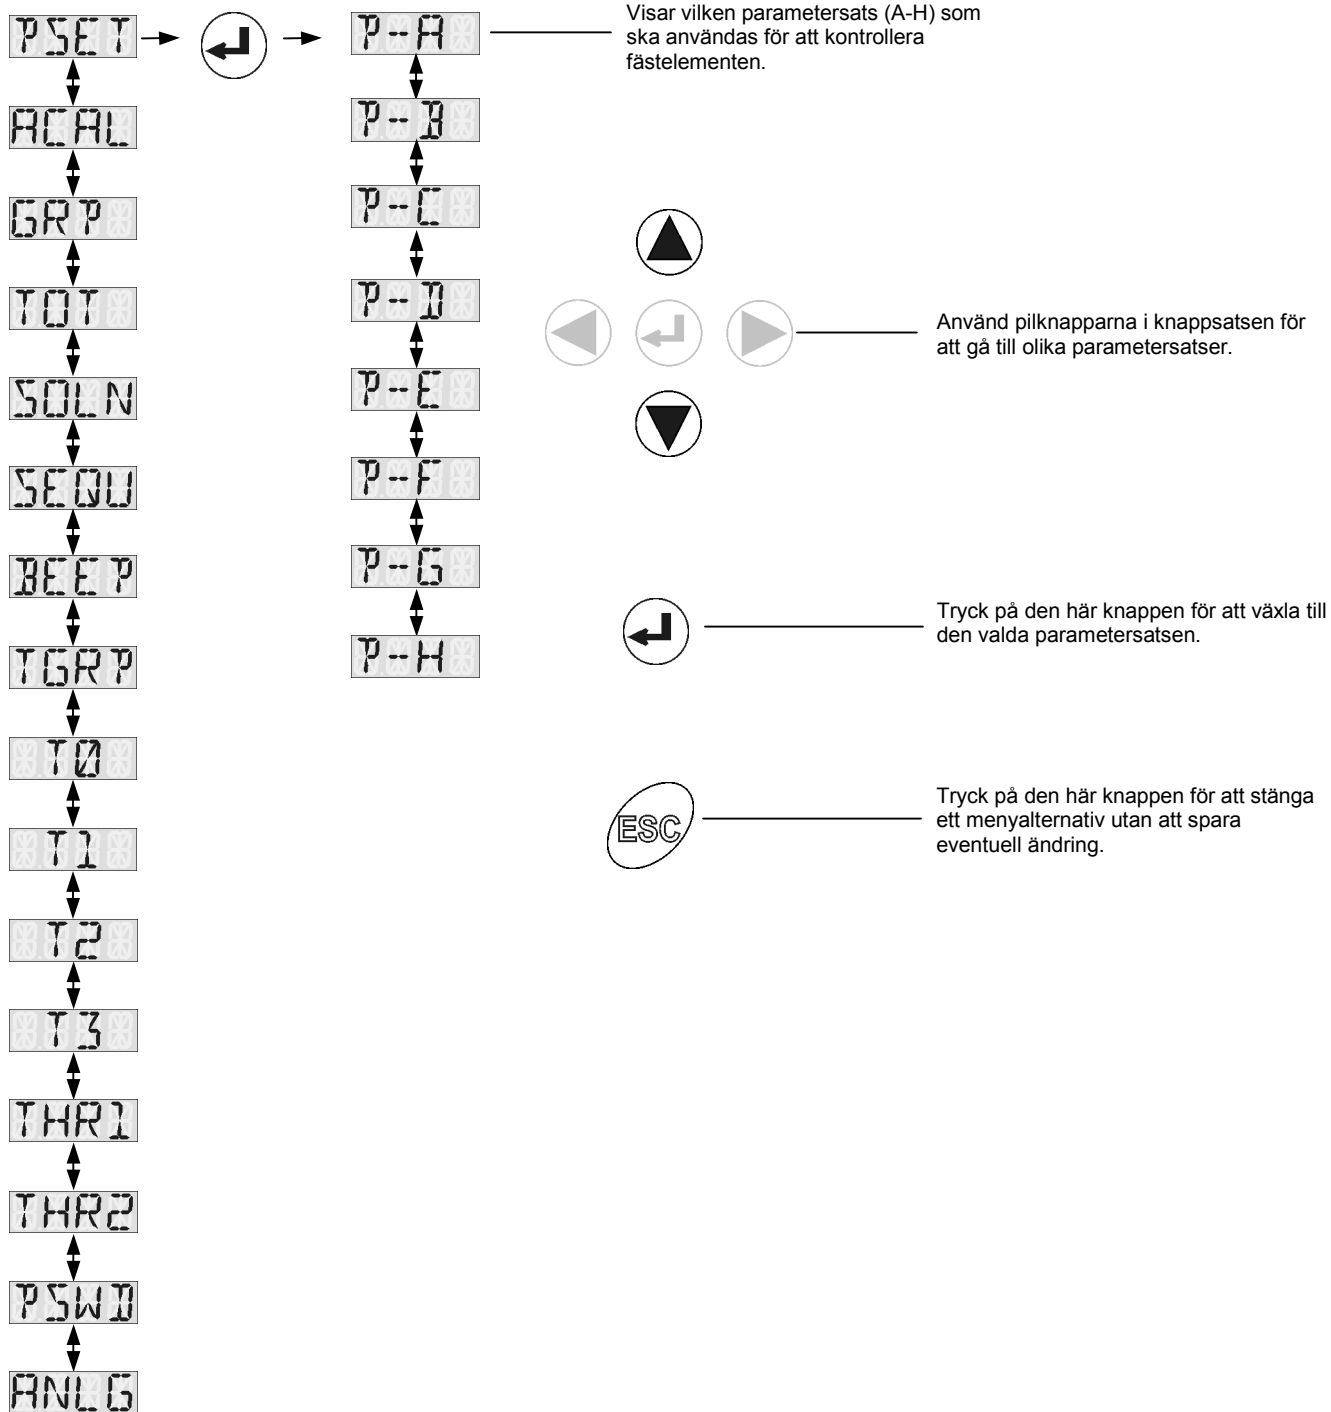 PSET
P-A
Visar vilken parametersats (A-H) som
ska användas för att kontrollera
fästelementen.
ACAL
P-B
GRP
P-C
TOT
P-D
Använd pilknapparna i knappsatsen för
att gå till olika parametersatser.
SOLN
P-E
SEQU
P-F
BEEP
P-G
TGRP
P-H
Tryck på den här knappen för att växla till
den valda parametersatsen.
T0
T1
ESC
Tryck på den här knappen för att stänga
ett menyalternativ utan att spara
eventuell ändring.
T2
T3
THR1
THR2
PSWD
ANLG